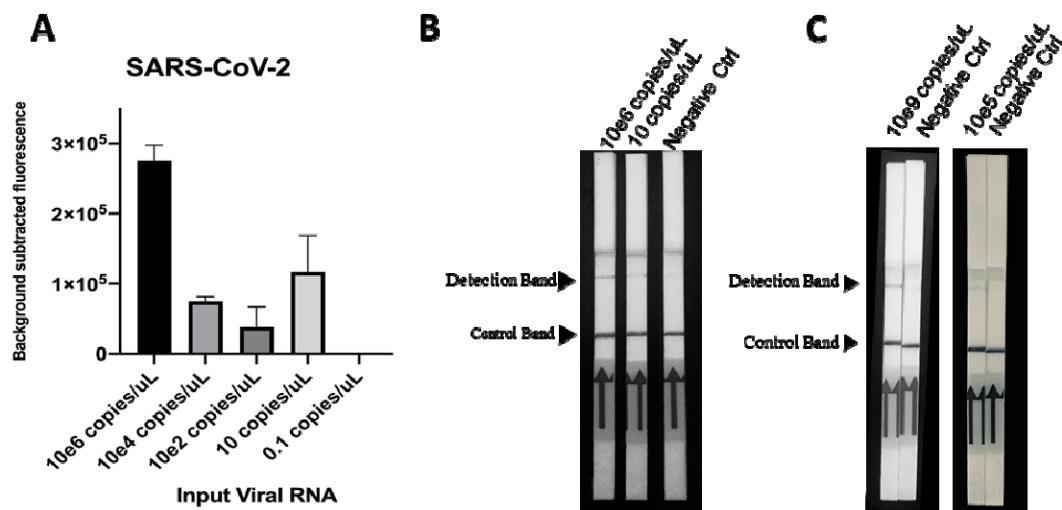 A
SARS-CoV-2
Background subtracted fluorescence
3×10⁵
2×10⁵
1×10⁵
0
10e6 copies/uL
10e4 copies/uL
10e2 copies/uL
10 copies/uL
0.1 copies/uL
Input Viral RNA
B
10e6 copies/uL
10 copies/uL
Negative Ctrl
Detection Band
Control Band
C
10e9 copies/uL
Negative Ctrl
10e5 copies/uL
Negative Ctrl
Detection Band
Control Band